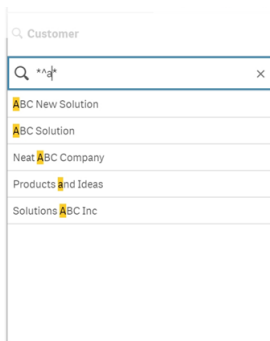 Customer
*^a*
ABC New Solution
ABC Solution
Neat ABC Company
Products and Ideas
Solutions ABC Inc